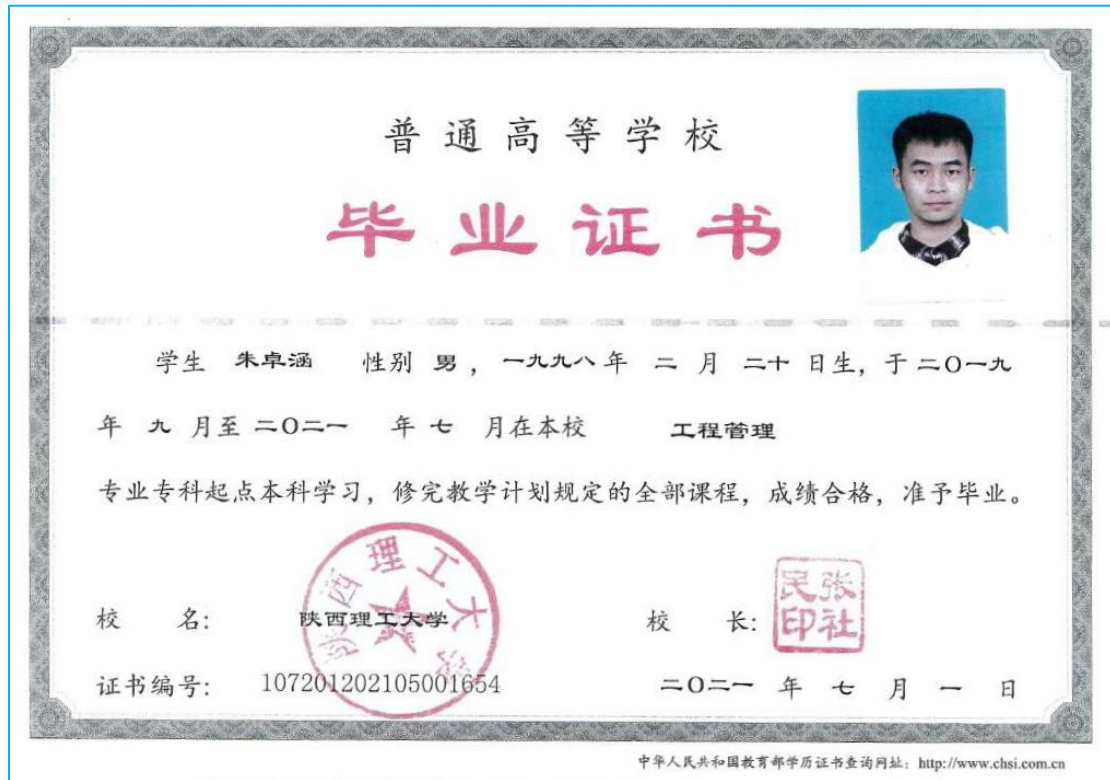 普通高等学校
毕业证书
学生 朱卓涵 性别 男 ，一九九八年 二 月 二十 日生，于二〇一九
年 九 月至 二〇二一 年 七 月在本校 工程管理
专业专科起点本科学习，修完教学计划规定的全部课程，成绩合格，准予毕业。
陕西理工大学
民张
印社
校 名： 陕西理工大学 校 长：
证书编号： 107201202105001654 二〇二一 年 七 月 一 日
中华人民共和国教育部学历证书查询网址：http://www.chsi.com.cn